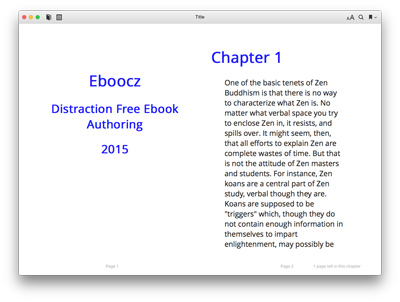 Title
AA
Eboocz
Distraction Free Ebook
Authoring
2015
Page 1
Chapter 1
One of the basic tenets of Zen
Buddhism is that there is no way
to characterize what Zen is. No
matter what verbal space you try
to enclose Zen in, it resists, and
spills over. It might seem, then,
that all efforts to explain Zen are
complete wastes of time. But that
is not the attitude of Zen masters
and students. For instance, Zen
koans are a central part of Zen
study, verbal though they are.
Koans are supposed to be
"triggers" which, though they do
not contain enough information in
themselves to impart
enlightenment, may possibly be
Page 2
1 page left in this chapter